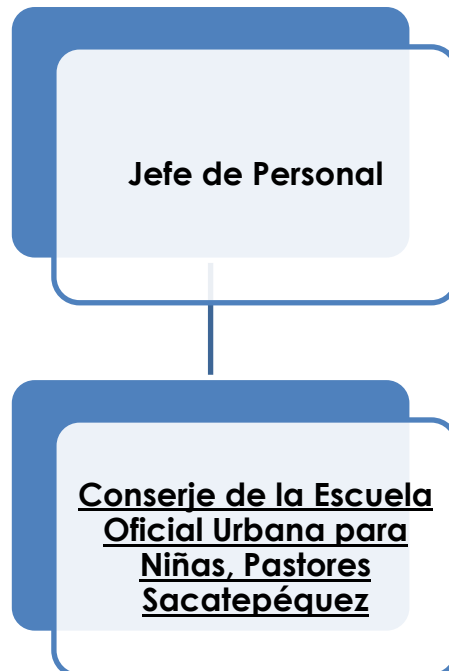 Jefe de Personal
Conserje de la Escuela
Oficial Urbana para
Niñas, Pastores
Sacatepéquez